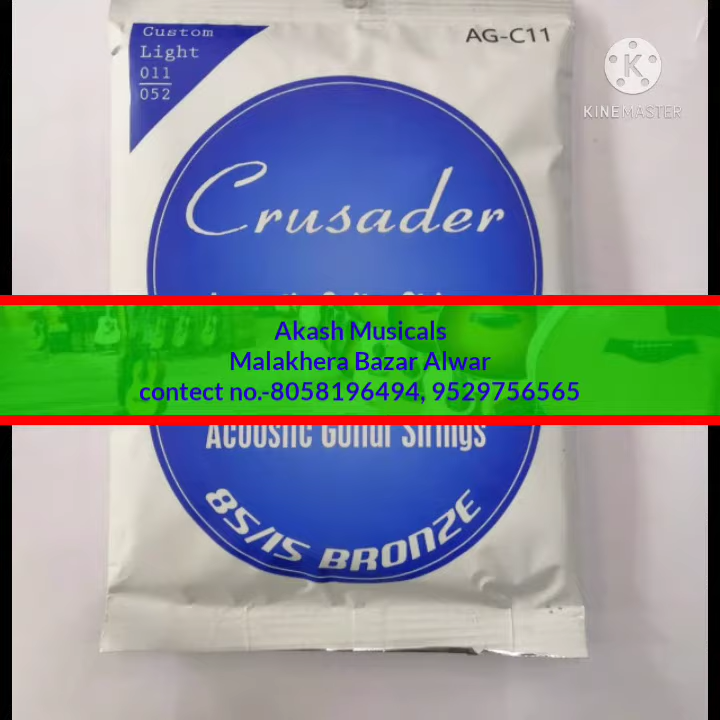 Custom
Light
011
052
AG-C11
KINEMASTER
Crusader
Akash Musicals
Malakhera Bazar Alwar
contect no.-8058196494, 9529756565
Acoustic Guitar Strings
85/15 BRONZE